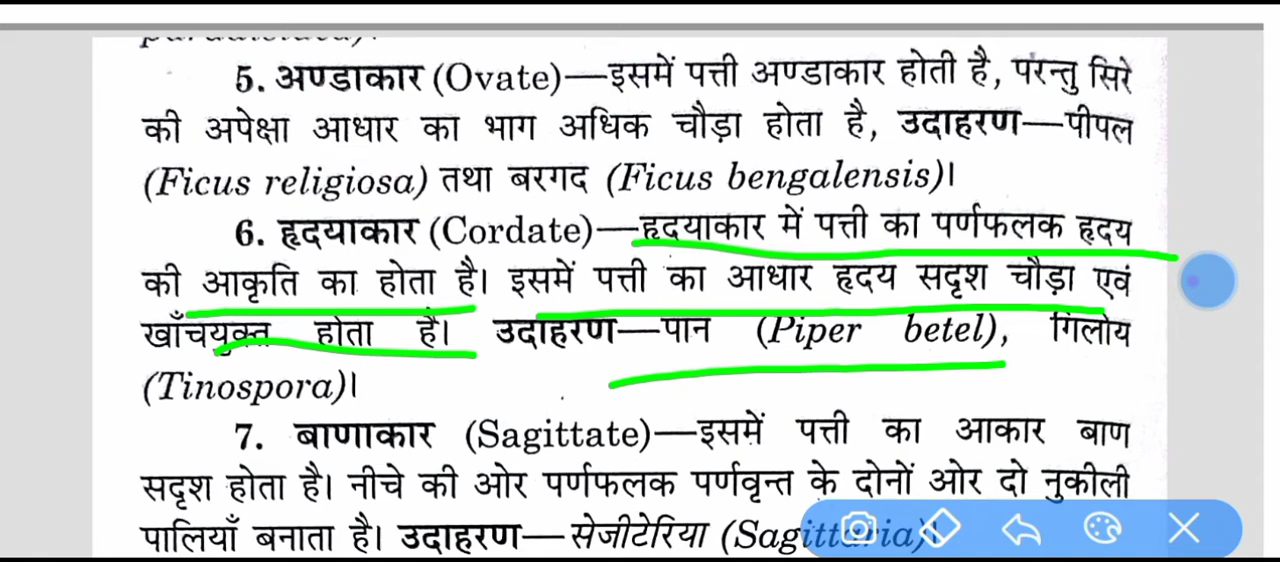 5. अण्डाकार (Ovate)—इसमें पत्ती अण्डाकार होती है, परन्तु सिरे
की अपेक्षा आधार का भाग अधिक चौड़ा होता है, उदाहरण—पीपल
(Ficus religiosa) तथा बरगद (Ficus bengalensis)।
6. हृदयाकार (Cordate)—हृदयाकार में पत्ती का पर्णफलक हृदय
की आकृति का होता है। इसमें पत्ती का आधार हृदय सदृश चौड़ा एवं
खाँचयुक्त होता है। उदाहरण—पान (Piper betel), गिलोय
(Tinospora)।
7. बाणाकार (Sagittate)—इसमें पत्ती का आकार बाण
सदृश होता है। नीचे की ओर पर्णफलक पर्णवृन्त के दोनों ओर दो नुकीली
पालियाँ बनाता है। उदाहरण—सेजीटेरिया (Sagittaria)।